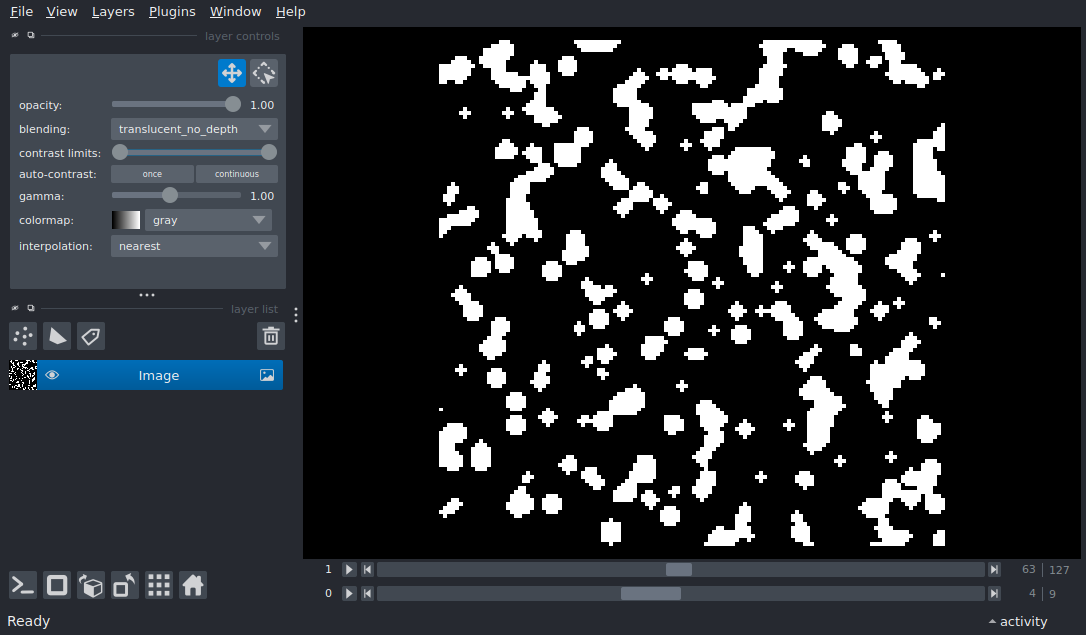 File View Layers Plugins Window Help
layer controls
opacity: 1.00
blending: translucent_no_depth
contrast limits:
auto-contrast: once continuous
gamma: 1.00
colormap: gray
interpolation: nearest
layer list
Image
1 63 127
0 4 9
Ready activity